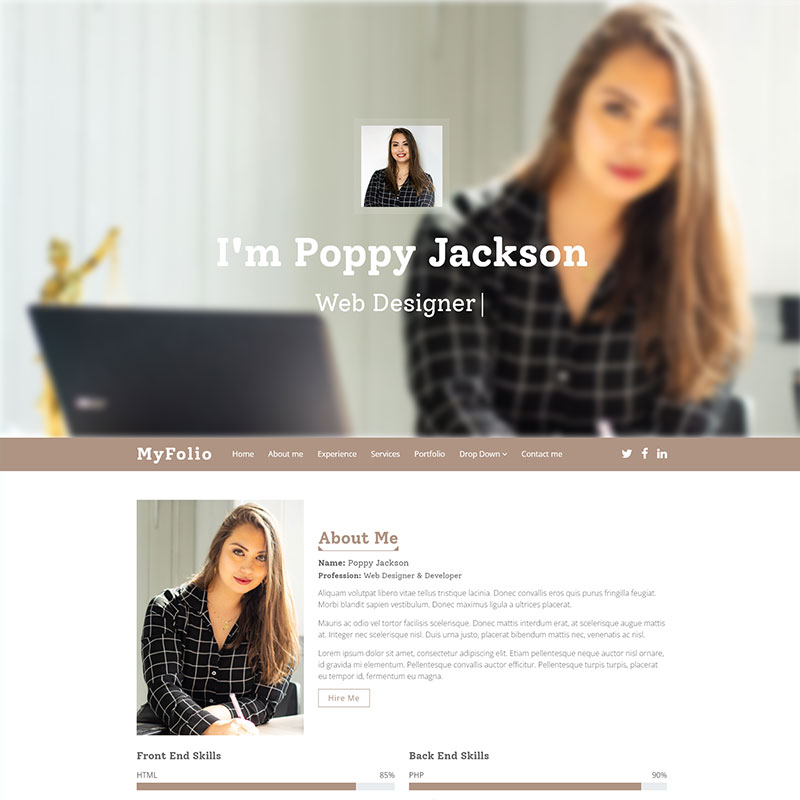 I'm Poppy Jackson
Web Designer|
MyFolio Home About me Experience Services Portfolio Drop Down Contact me
About Me
Name: Poppy Jackson
Profession: Web Designer & Developer
Aliquam volutpat libero vitae tellus tristique lacinia. Donec convallis eros quis purus fringilla feugiat.
Morbi blandit sapien vestibulum. Donec maximus ligula a ultrices placerat.
Mauris ac odio vel tortor facilisis scelerisque. Donec mattis interdum erat, at scelerisque augue mattis
at. Integer nec scelerisque nisl. Duis urna justo, placerat bibendum mattis nec, venenatis ac nisl.
Lorem ipsum dolor sit amet, consectetur adipiscing elit. Etiam pellentesque neque auctor nisl ornare,
id gravida mi elementum. Pellentesque convallis auctor efficitur. Pellentesque turpis turpis, placerat
eu tempor id, fermentum eu magna.
Hire Me
Front End Skills
HTML 85%
Back End Skills
PHP 90%